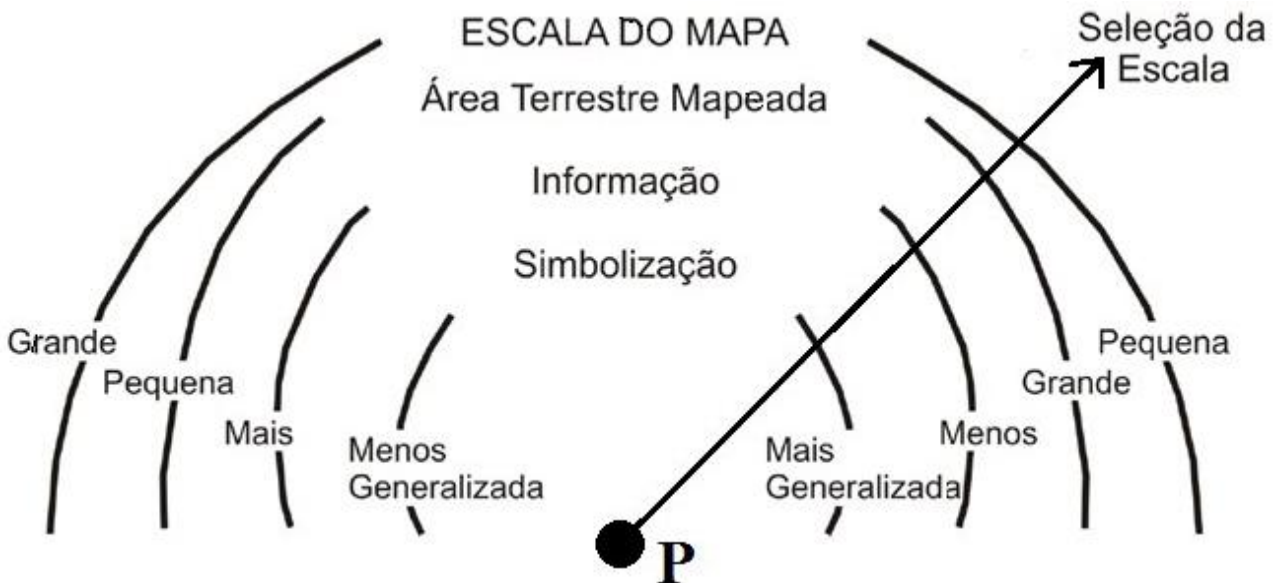 ESCALA DO MAPA
Seleção da
Escala
Área Terrestre Mapeada
Informação
Simbolização
Grande
Pequena
Mais
Menos
Generalizada
Mais
Generalizada
Menos
Grande
Pequena
P